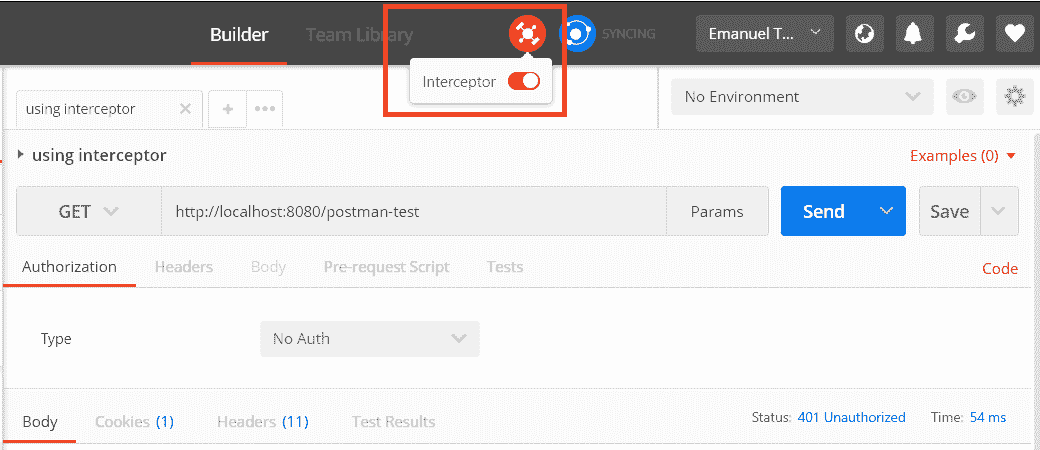 Builder Team Library SYNCING Emanuel T...
Interceptor
using interceptor No Environment
using interceptor Examples (0)
GET http://localhost:8080/postman-test Params Send Save
Authorization Headers Body Pre-request Script Tests Code
Type No Auth
Body Cookies (1) Headers (11) Test Results Status: 401 Unauthorized Time: 54 ms